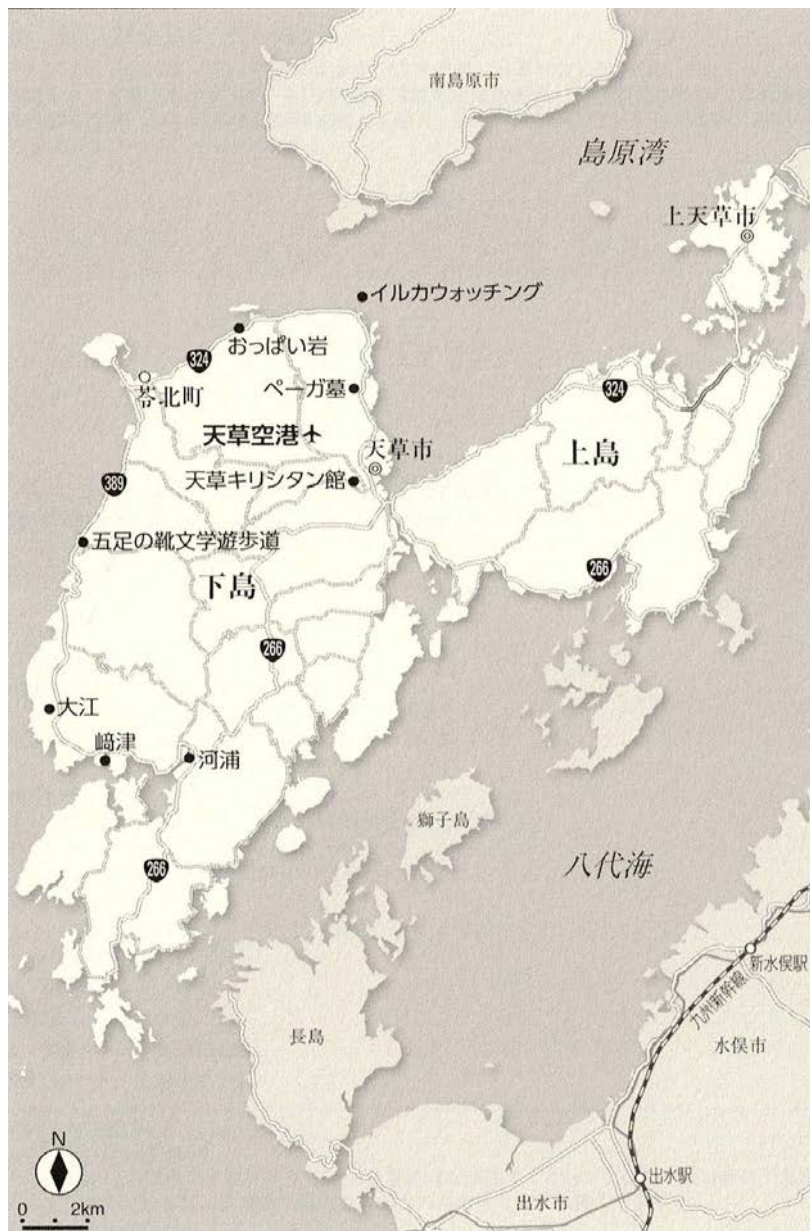 南島原市
島原湾
上天草市
イルカウォッチング
おっぱい岩
324
苓北町
ペーガ墓
324
天草空港
天草市
上島
389
天草キリシタン館
五足の靴文学遊歩道
266
下島
266
大江
﨑津
河浦
獅子島
八代海
266
新水俣駅
九州新幹線
長島
水俣市
N
出水駅
0 2km
出水市